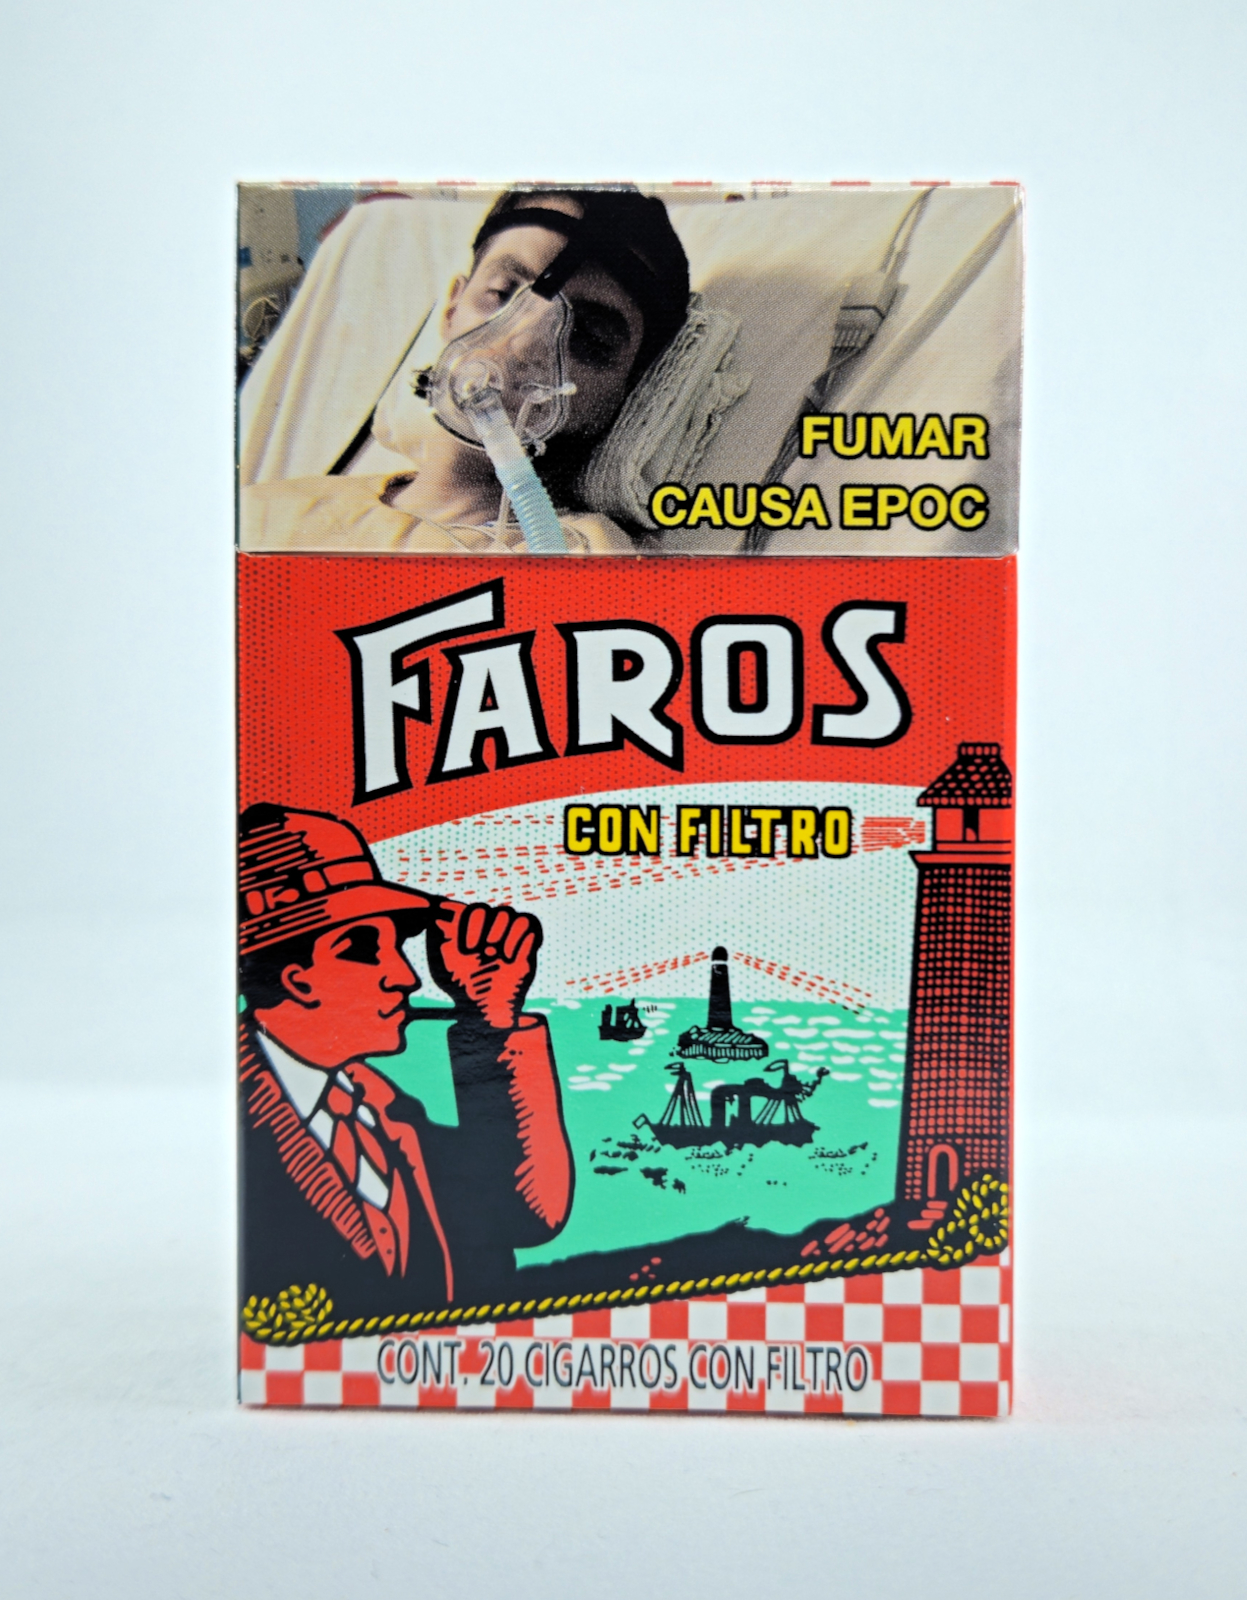 FUMAR
CAUSA EPOC
FAROS
CON FILTRO
CONT. 20 CIGARROS CON FILTRO